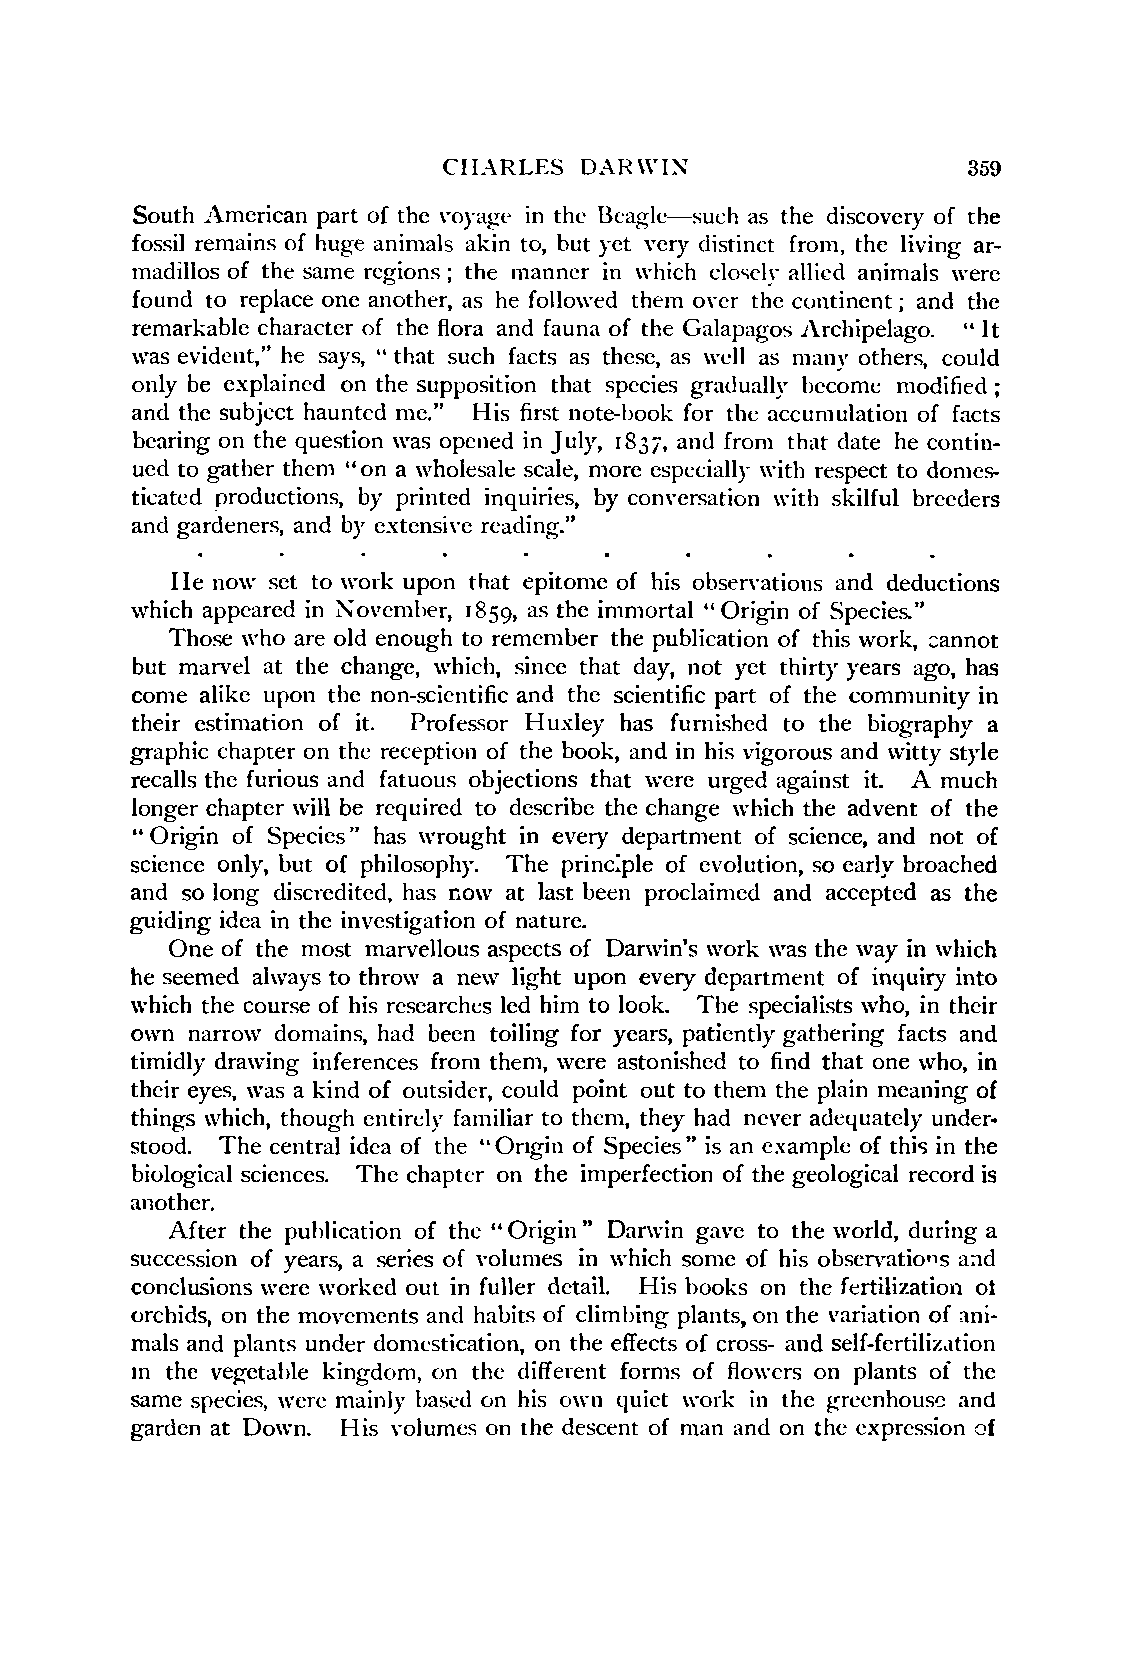 CHARLES DARWIN 359
South American part of the voyage in the Beagle—such as the discovery of the
fossil remains of huge animals akin to, but yet very distinct from, the living ar-
madillos of the same regions; the manner in which closely allied animals were
found to replace one another, as he followed them over the continent; and the
remarkable character of the flora and fauna of the Galapagos Archipelago. "It
was evident," he says, "that such facts as these, as well as many others, could
only be explained on the supposition that species gradually become modified;
and the subject haunted me." His first note-book for the accumulation of facts
bearing on the question was opened in July, 1837, and from that date he contin-
ued to gather them "on a wholesale scale, more especially with respect to domes-
ticated productions, by printed inquiries, by conversation with skilful breeders
and gardeners, and by extensive reading."
. . . . . . . . . .
He now set to work upon that epitome of his observations and deductions
which appeared in November, 1859, as the immortal "Origin of Species."
Those who are old enough to remember the publication of this work, cannot
but marvel at the change, which, since that day, not yet thirty years ago, has
come alike upon the non-scientific and the scientific part of the community in
their estimation of it. Professor Huxley has furnished to the biography a
graphic chapter on the reception of the book, and in his vigorous and witty style
recalls the furious and fatuous objections that were urged against it. A much
longer chapter will be required to describe the change which the advent of the
"Origin of Species" has wrought in every department of science, and not of
science only, but of philosophy. The principle of evolution, so early broached
and so long discredited, has now at last been proclaimed and accepted as the
guiding idea in the investigation of nature.
One of the most marvellous aspects of Darwin's work was the way in which
he seemed always to throw a new light upon every department of inquiry into
which the course of his researches led him to look. The specialists who, in their
own narrow domains, had been toiling for years, patiently gathering facts and
timidly drawing inferences from them, were astonished to find that one who, in
their eyes, was a kind of outsider, could point out to them the plain meaning of
things which, though entirely familiar to them, they had never adequately under-
stood. The central idea of the "Origin of Species" is an example of this in the
biological sciences. The chapter on the imperfection of the geological record is
another.
After the publication of the "Origin" Darwin gave to the world, during a
succession of years, a series of volumes in which some of his observations and
conclusions were worked out in fuller detail. His books on the fertilization of
orchids, on the movements and habits of climbing plants, on the variation of ani-
mals and plants under domestication, on the effects of cross- and self-fertilization
in the vegetable kingdom, on the different forms of flowers on plants of the
same species, were mainly based on his own quiet work in the greenhouse and
garden at Down. His volumes on the descent of man and on the expression of